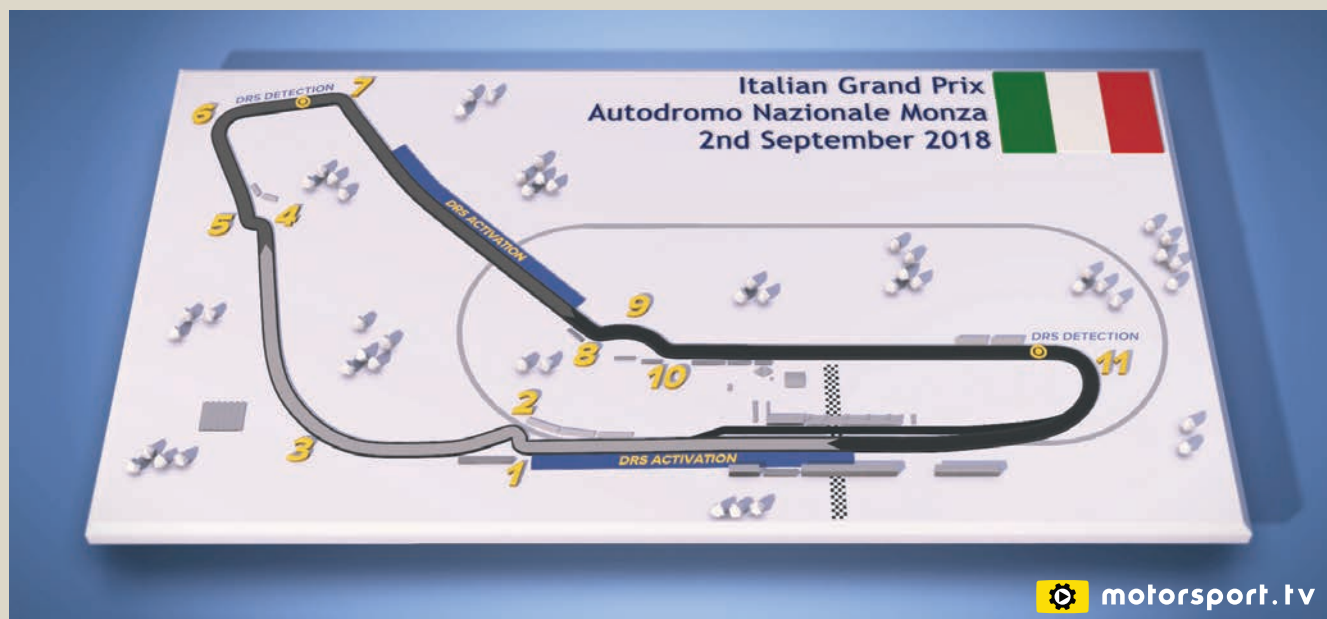 Italian Grand Prix
Autodromo Nazionale Monza
2nd September 2018
DRS DETECTION
7
6
5
4
DRS ACTIVATION
9
8
10
DRS DETECTION
11
2
3
1
DRS ACTIVATION
motorsport.tv